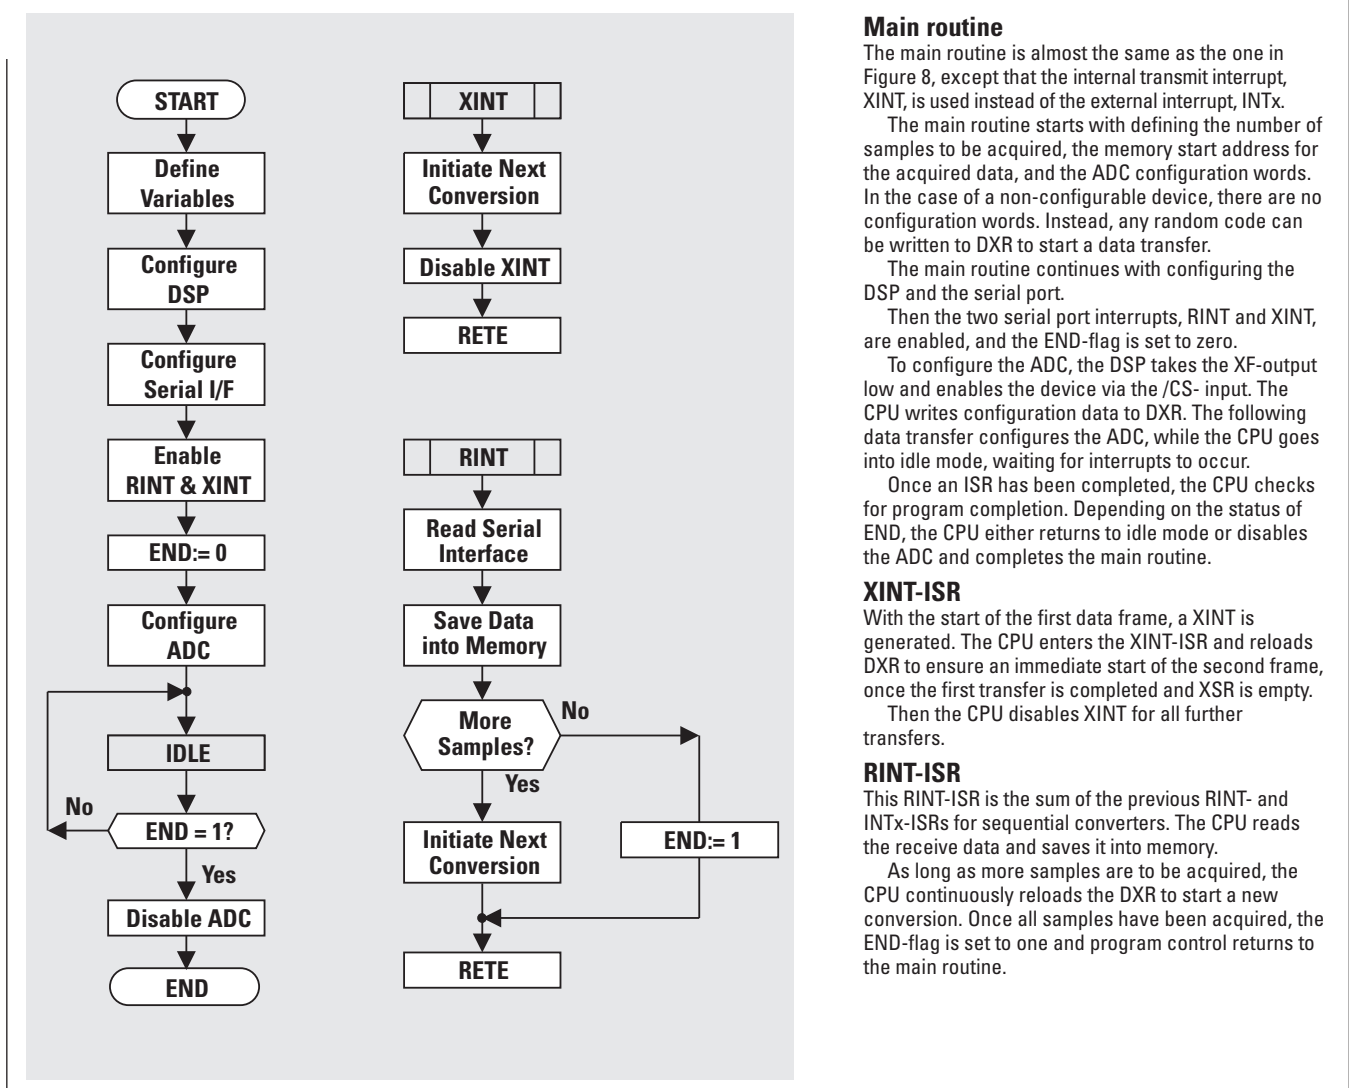 START
Define
Variables
Configure
DSP
Configure
Serial I/F
Enable
RINT & XINT
END:= 0
Configure
ADC
IDLE
No
END = 1?
Yes
Disable ADC
END
XINT
Initiate Next
Conversion
Disable XINT
RETE
RINT
Read Serial
Interface
Save Data
into Memory
More
Samples?
No
Yes
Initiate Next
Conversion
END:= 1
RETE
Main routine
The main routine is almost the same as the one in
Figure 8, except that the internal transmit interrupt,
XINT, is used instead of the external interrupt, INTx.
The main routine starts with defining the number of
samples to be acquired, the memory start address for
the acquired data, and the ADC configuration words.
In the case of a non-configurable device, there are no
configuration words. Instead, any random code can
be written to DXR to start a data transfer.
The main routine continues with configuring the
DSP and the serial port.
Then the two serial port interrupts, RINT and XINT,
are enabled, and the END-flag is set to zero.
To configure the ADC, the DSP takes the XF-output
low and enables the device via the /CS- input. The
CPU writes configuration data to DXR. The following
data transfer configures the ADC, while the CPU goes
into idle mode, waiting for interrupts to occur.
Once an ISR has been completed, the CPU checks
for program completion. Depending on the status of
END, the CPU either returns to idle mode or disables
the ADC and completes the main routine.
XINT-ISR
With the start of the first data frame, a XINT is
generated. The CPU enters the XINT-ISR and reloads
DXR to ensure an immediate start of the second frame,
once the first transfer is completed and XSR is empty.
Then the CPU disables XINT for all further
transfers.
RINT-ISR
This RINT-ISR is the sum of the previous RINT- and
INTx-ISRs for sequential converters. The CPU reads
the receive data and saves it into memory.
As long as more samples are to be acquired, the
CPU continuously reloads the DXR to start a new
conversion. Once all samples have been acquired, the
END-flag is set to one and program control returns to
the main routine.